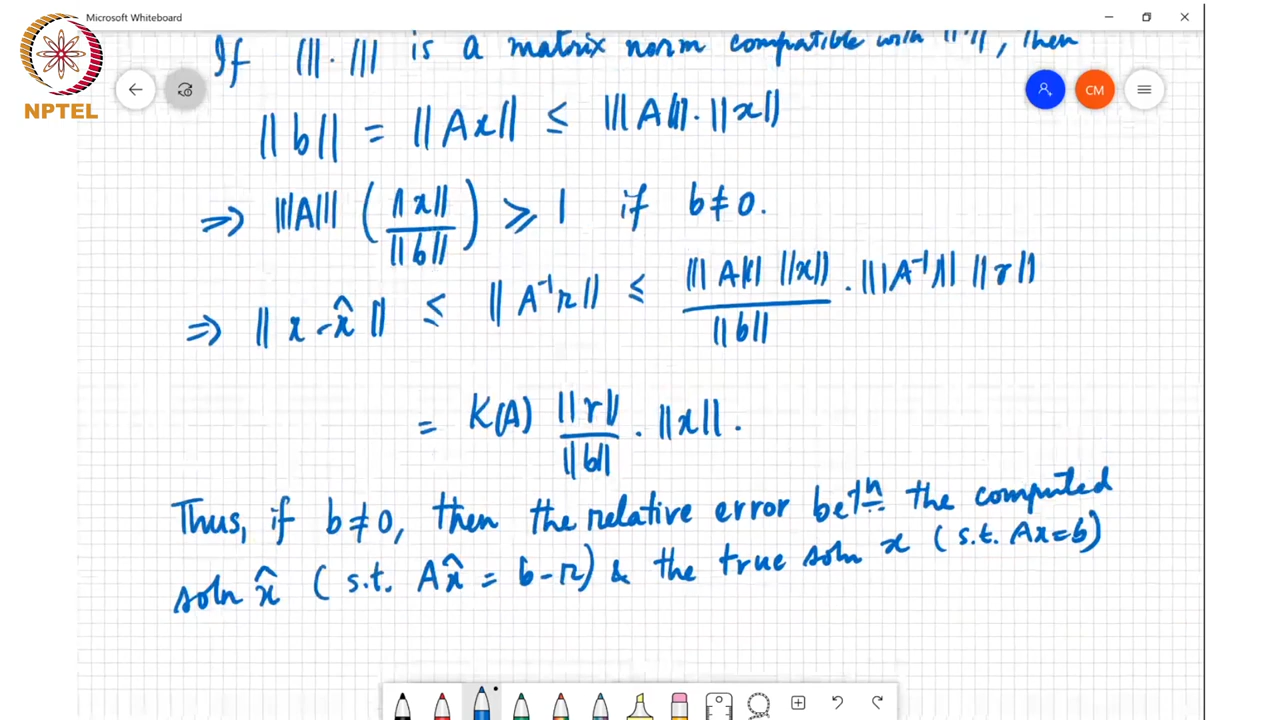 Microsoft Whiteboard
NPTEL
CM
If |||·||| is a matrix norm compatible with ||·||, then
||b|| = ||Ax|| ≤ |||A|||·||x||
⇒ |||A||| (||x||/||b||) ≥ 1 if b≠0.
⇒ ||x-x̂|| ≤ ||A⁻¹r|| ≤ |||A||| ||x||/||b|| . |||A⁻¹||| ||r||
= K(A) ||r||/||b|| . ||x||.
Thus, if b≠0, then the relative error betn the computed
soln x̂ (s.t. Ax̂ = b-r) & the true soln x (s.t. Ax=b)